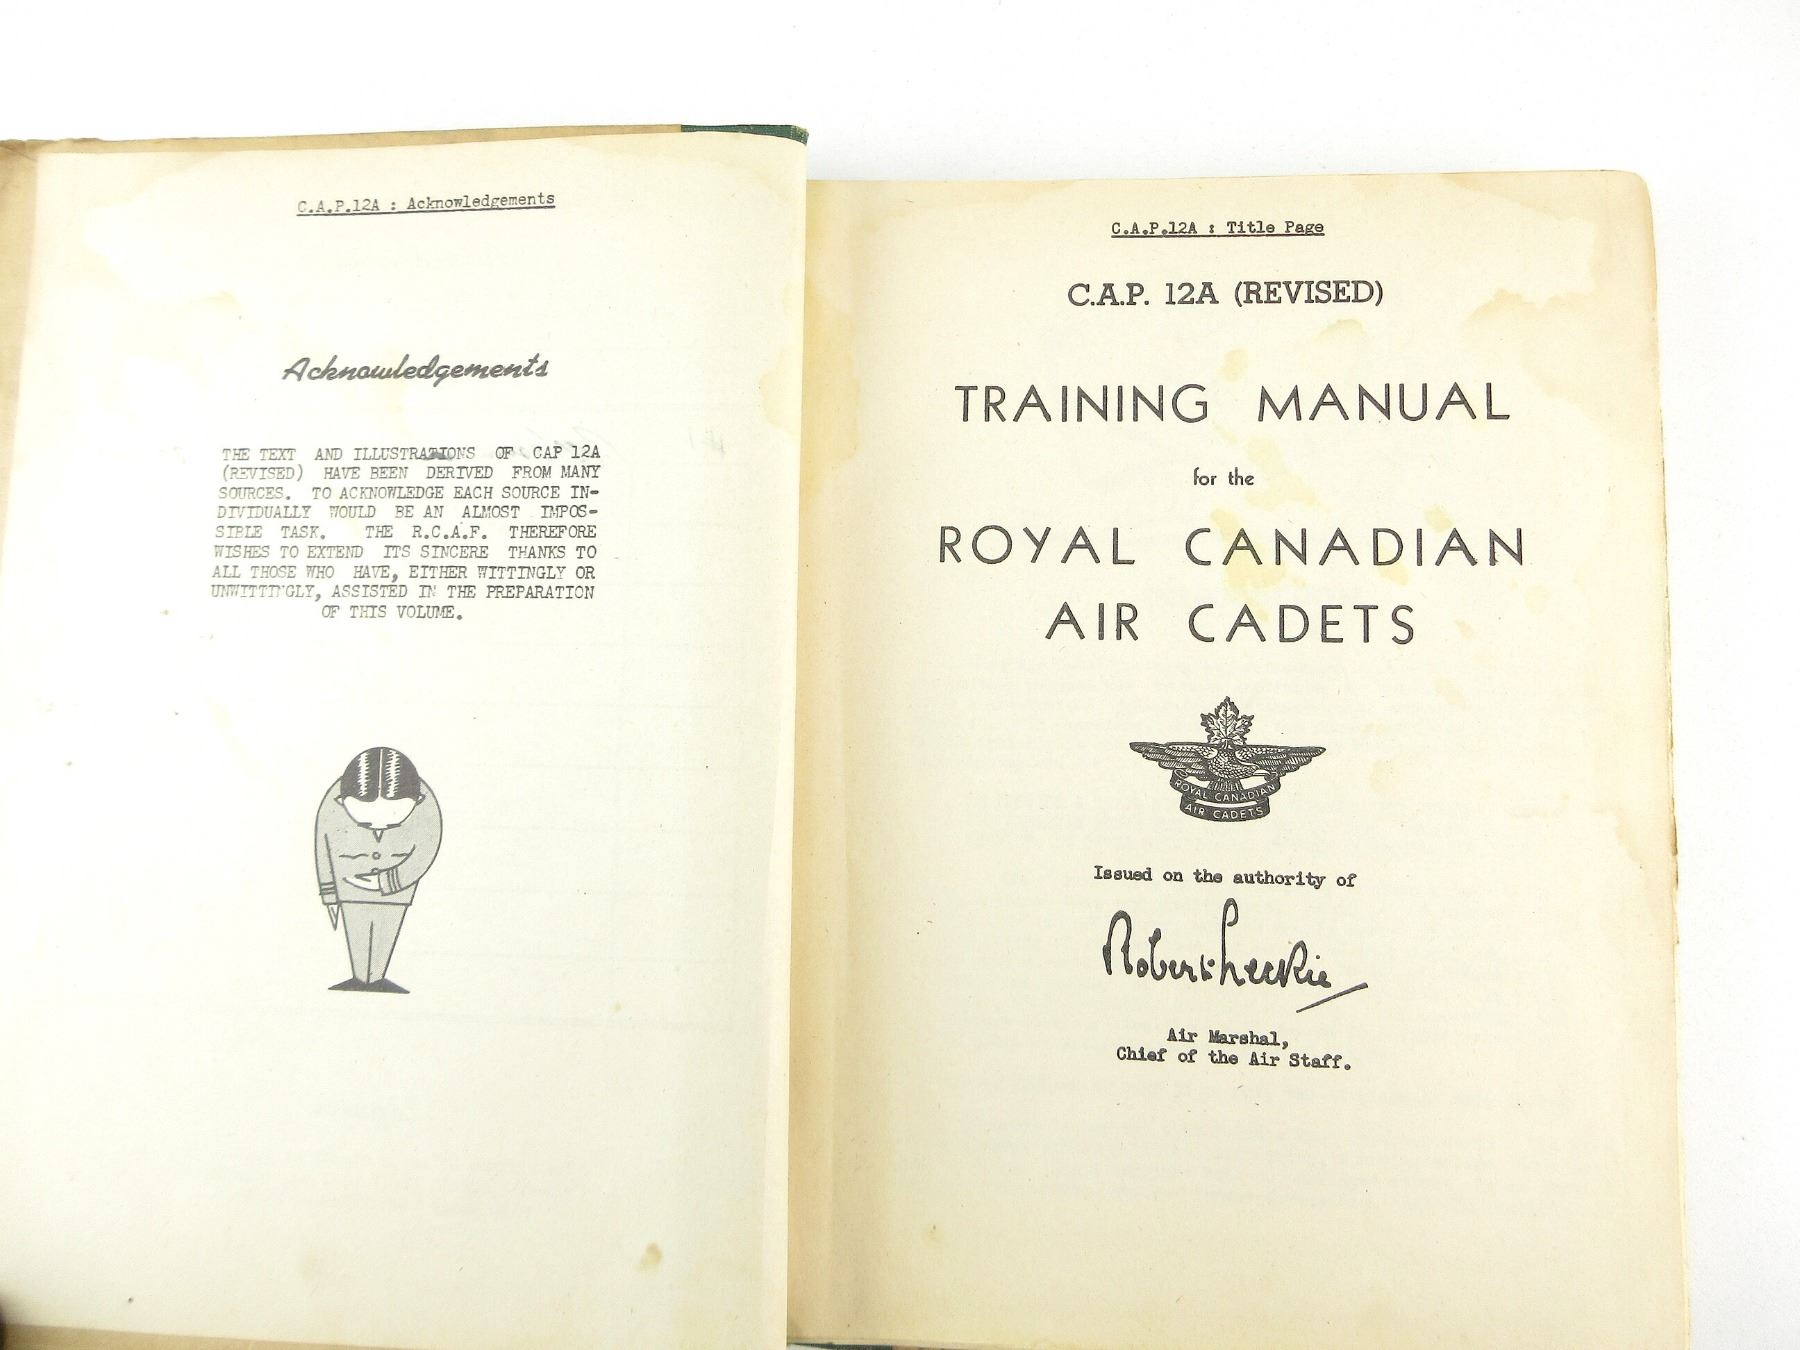 C.A.P.12A : Acknowledgements
Acknowledgements
THE TEXT AND ILLUSTRATIONS OF CAP 12A
(REVISED) HAVE BEEN DERIVED FROM MANY
SOURCES. TO ACKNOWLEDGE EACH SOURCE IN-
DIVIDUALLY WOULD BE AN ALMOST IMPOS-
SIBLE TASK. THE R.C.A.F. THEREFORE
WISHES TO EXTEND ITS SINCERE THANKS TO
ALL THOSE WHO HAVE, EITHER WITTINGLY OR
UNWITTINGLY, ASSISTED IN THE PREPARATION
OF THIS VOLUME.
C.A.P.12A : Title Page
C.A.P. 12A (REVISED)
TRAINING MANUAL
for the
ROYAL CANADIAN
AIR CADETS
ROYAL CANADIAN
AIR CADETS
Issued on the authority of
Robert Leckie
Air Marshal,
Chief of the Air Staff.